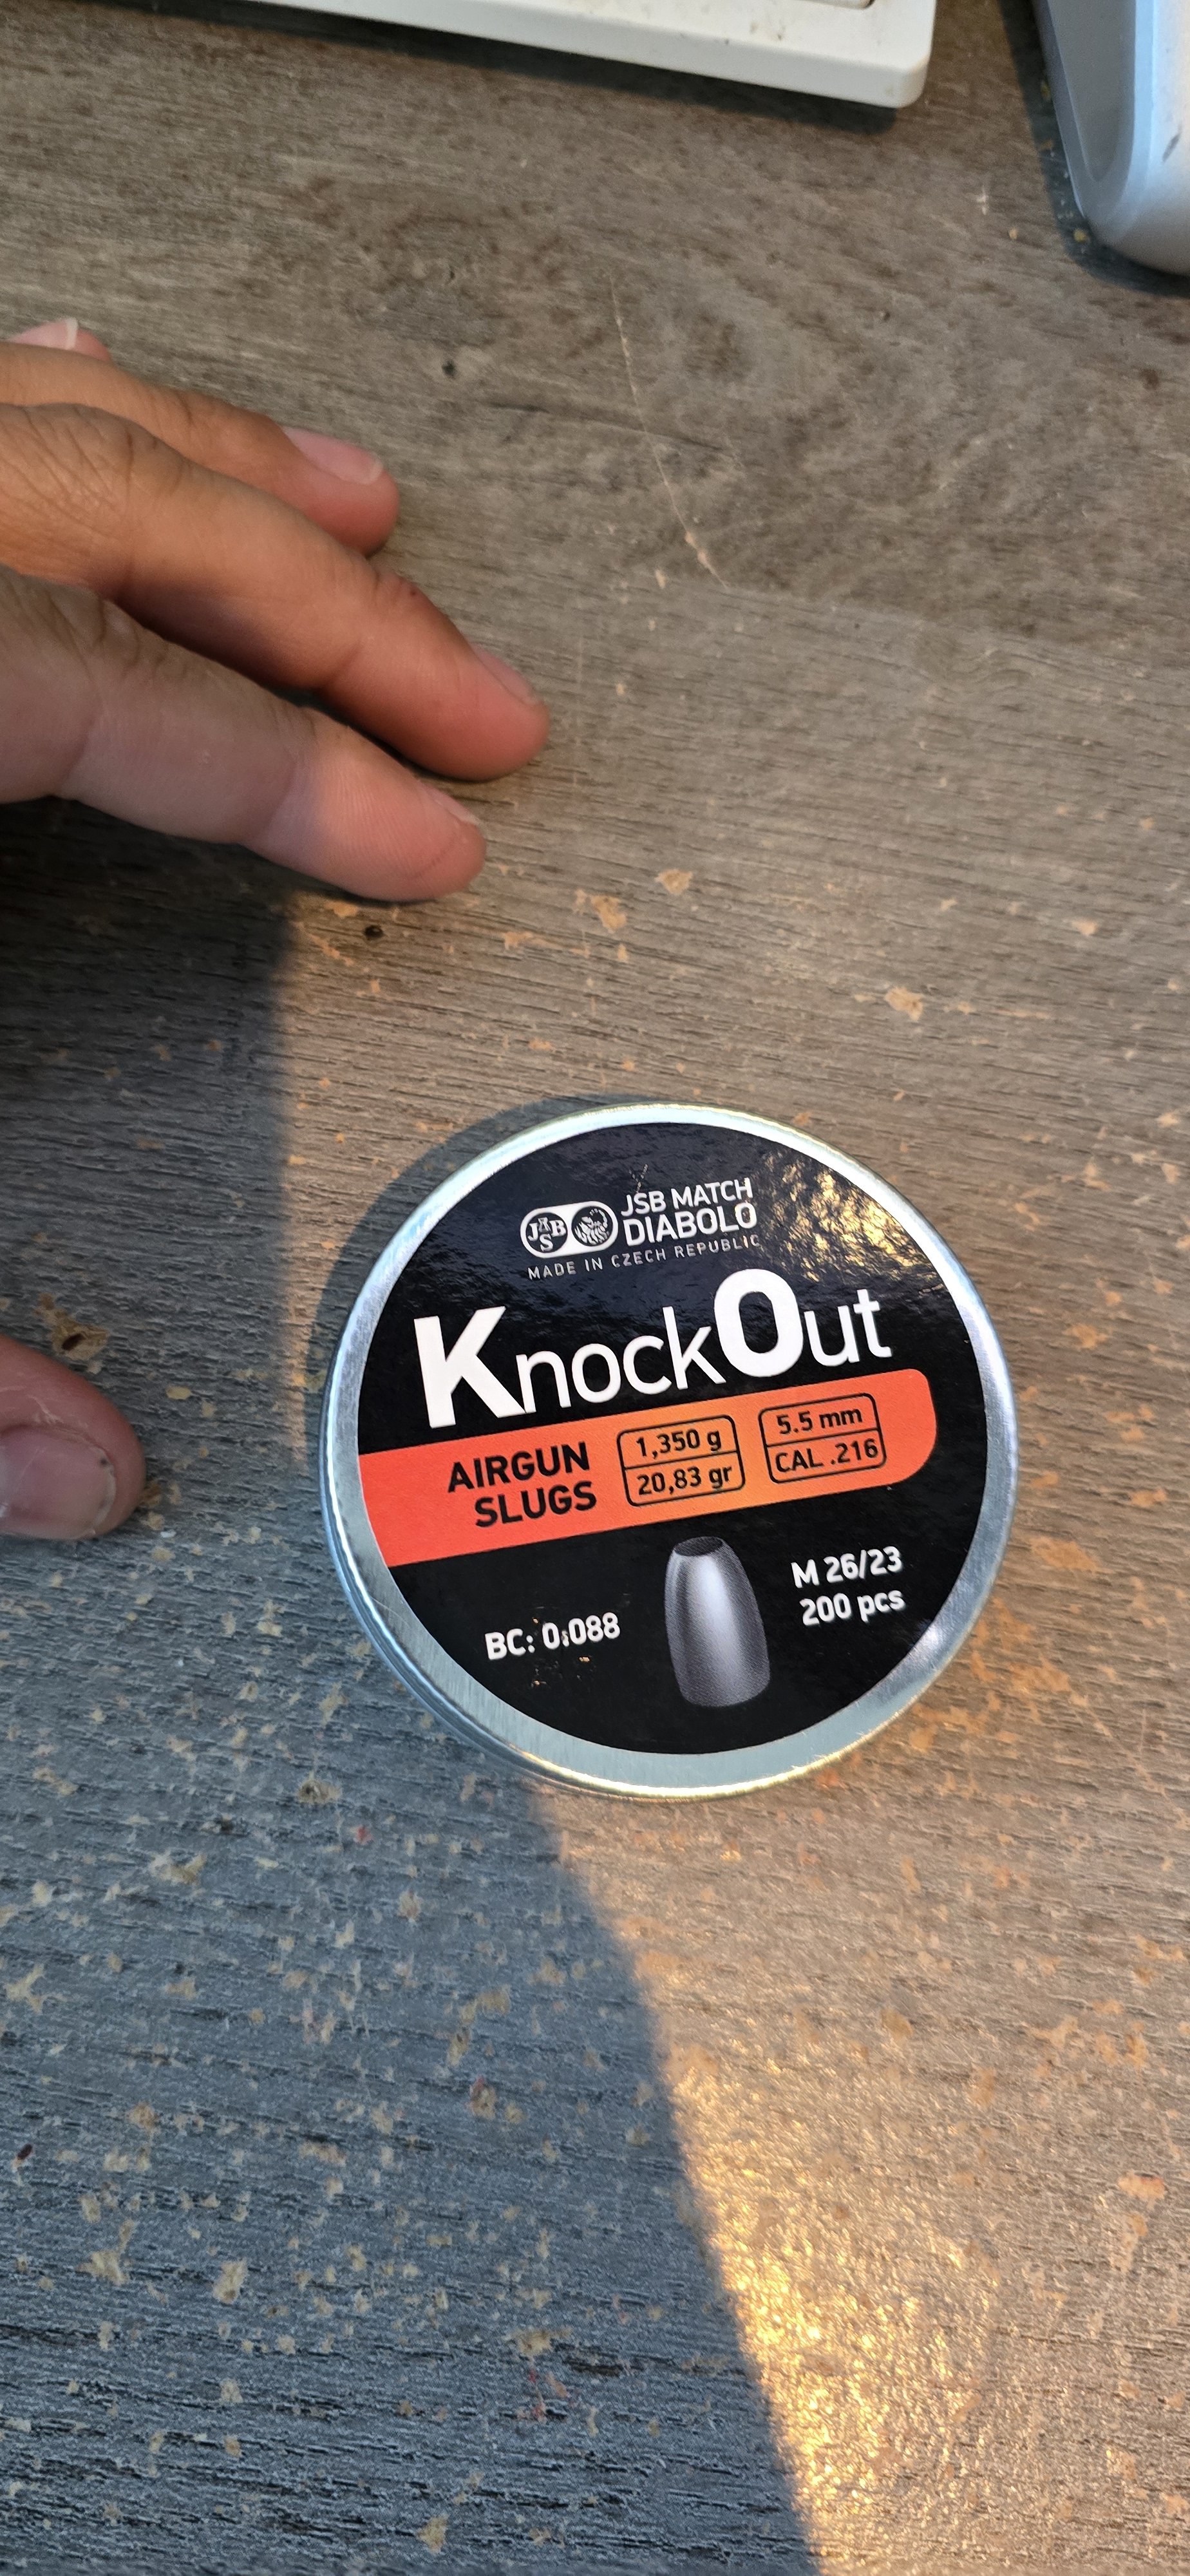 JSB
JSB MATCH
DIABOLO
MADE IN CZECH REPUBLIC
KnockOut
AIRGUN
SLUGS
1,350 g
20,83 gr
5.5 mm
CAL .216
BC: 0.088
M 26/23
200 pcs